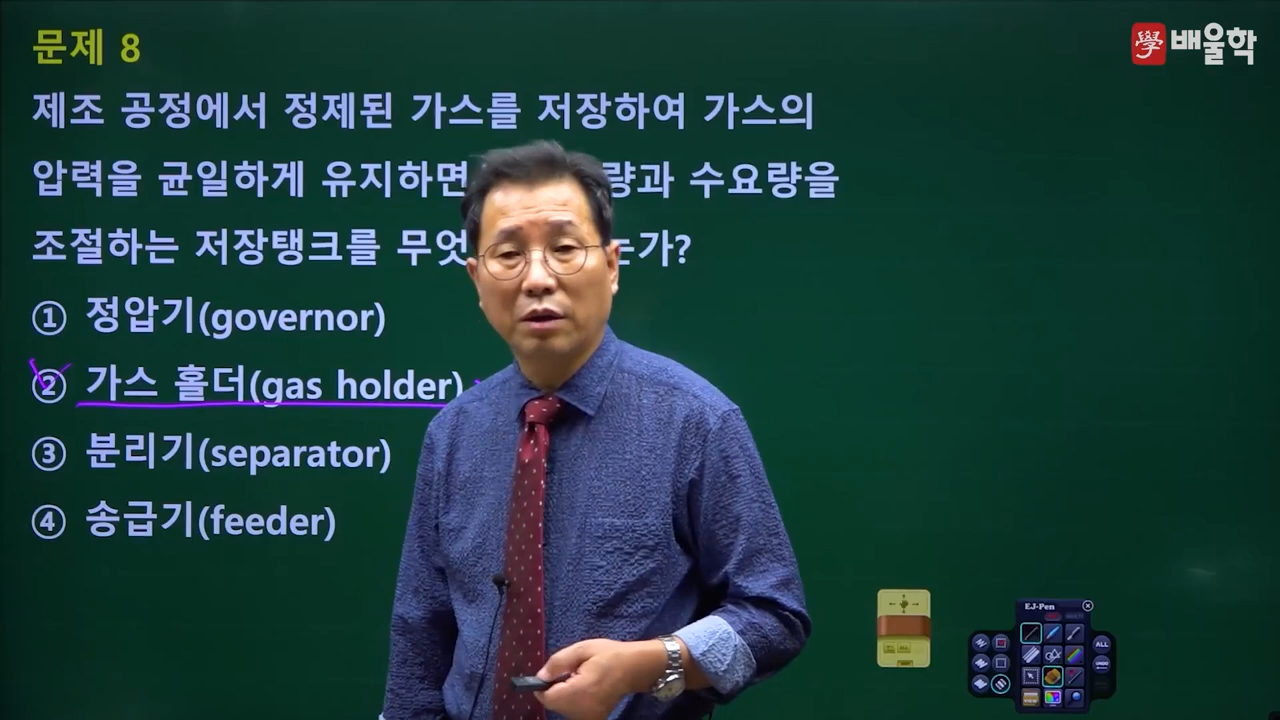 문제 8
學 배울학
제조 공정에서 정제된 가스를 저장하여 가스의
압력을 균일하게 유지하면 량과 수요량을
조절하는 저장탱크를 무엇 는가?
① 정압기(governor)
② 가스 홀더(gas holder)
③ 분리기(separator)
④ 송급기(feeder)
EJ-Pen
ALL